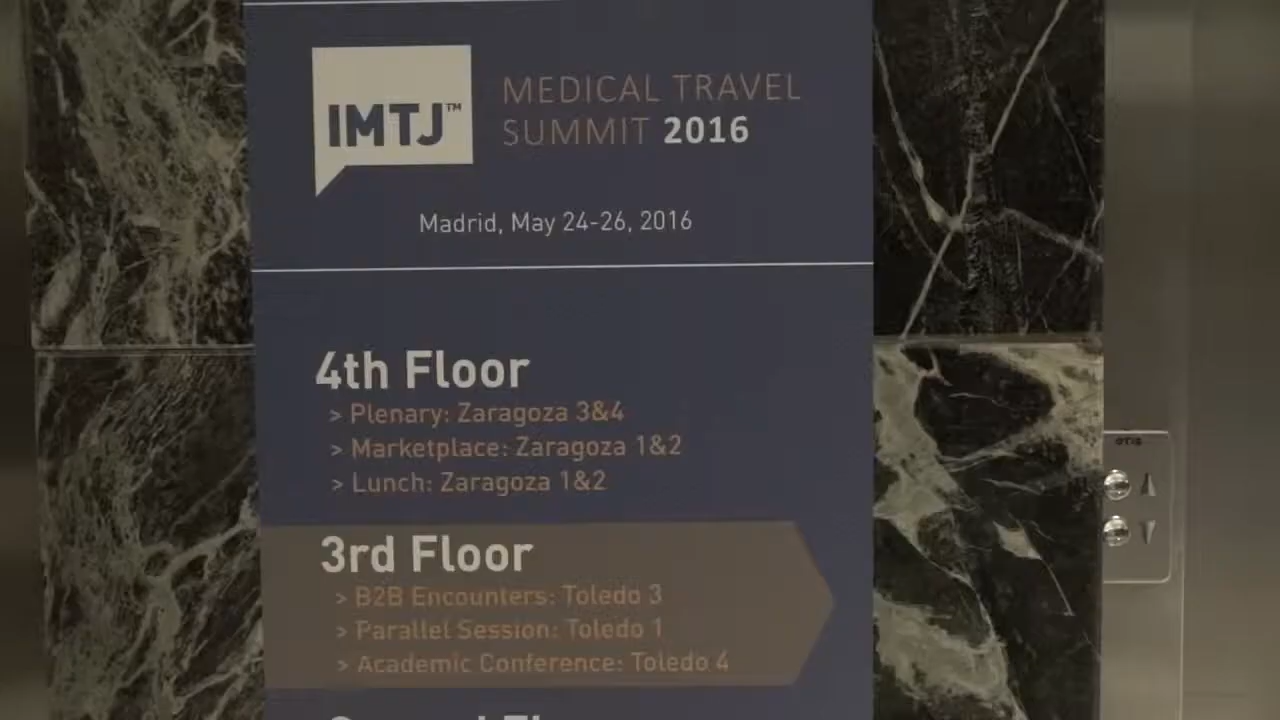 IMTJ™
MEDICAL TRAVEL
SUMMIT 2016
Madrid, May 24-26, 2016
4th Floor
> Plenary: Zaragoza 3&4
> Marketplace: Zaragoza 1&2
> Lunch: Zaragoza 1&2
3rd Floor
> B2B Encounters: Toledo 3
> Parallel Session: Toledo 1
> Academic Conference: Toledo 4
OTIS